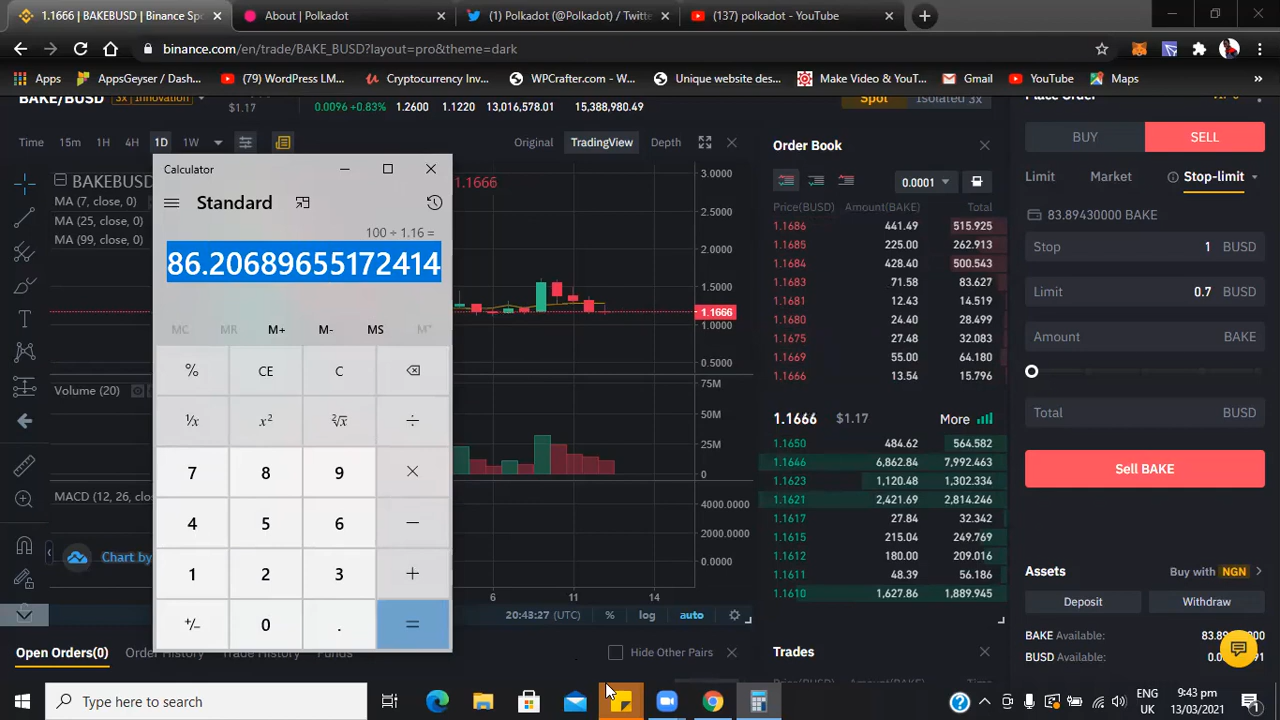 1.1666 | BAKEBUSD | Binance Spo
About | Polkadot
(1) Polkadot (@Polkadot) / Twitte
(137) polkadot - YouTube
binance.com/en/trade/BAKE_BUSD?layout=pro&theme=dark
Apps
AppsGeyser / Dash...
(79) WordPress LM...
Cryptocurrency Inv...
WPCrafter.com - W...
Unique website des...
Make Video & YouT...
Gmail
YouTube
Maps
»
BAKE/BUSD 3x | Innovation
$1.17
0.0096 +0.83% 1.2600 1.1220 13,016,578.01 15,388,980.49
Spot Isolated 3x
Place Order
Time 15m 1H 4H 1D 1W
Original TradingView Depth
BAKEBUSD
1.1666
MA (7, close, 0)
MA (25, close, 0)
MA (99, close, 0)
Volume (20)
MACD (12, 26, clo
Chart by
3.0000
2.5000
2.0000
1.5000
1.1666
1.0000
0.5000
75M
50M
25M
0
4000.0000
2000.0000
0.0000
6 11 14
20:43:27 (UTC) % log auto
Calculator
Standard
100 ÷ 1.16 =
86.20689655172414
MC MR M+ M- MS M˅
% CE C
¹/x x² ²√x ÷
7 8 9 ×
4 5 6 −
1 2 3 +
+/− 0 . =
Order Book
0.0001
Price(BUSD) Amount(BAKE) Total
1.1686 441.49 515.925
1.1685 225.00 262.913
1.1684 428.40 500.543
1.1683 71.58 83.627
1.1681 12.43 14.519
1.1680 24.40 28.499
1.1675 27.48 32.083
1.1669 55.00 64.180
1.1666 13.54 15.796
1.1666 $1.17 More
1.1650 484.62 564.582
1.1646 6,862.84 7,992.463
1.1623 1,120.48 1,302.334
1.1621 2,421.69 2,814.246
1.1617 27.84 32.342
1.1615 215.04 249.769
1.1612 180.00 209.016
1.1611 48.39 56.186
1.1610 1,627.86 1,889.945
Trades
BUY SELL
Limit Market Stop-limit
83.89430000 BAKE
Stop 1 BUSD
Limit 0.7 BUSD
Amount BAKE
Total BUSD
Sell BAKE
Assets Buy with NGN
Deposit Withdraw
BAKE Available: 83.89
BUSD Available: 0.0
Open Orders(0) Order History Trade History Funds
Hide Other Pairs
Type here to search
ENG
UK
9:43 pm
13/03/2021
1